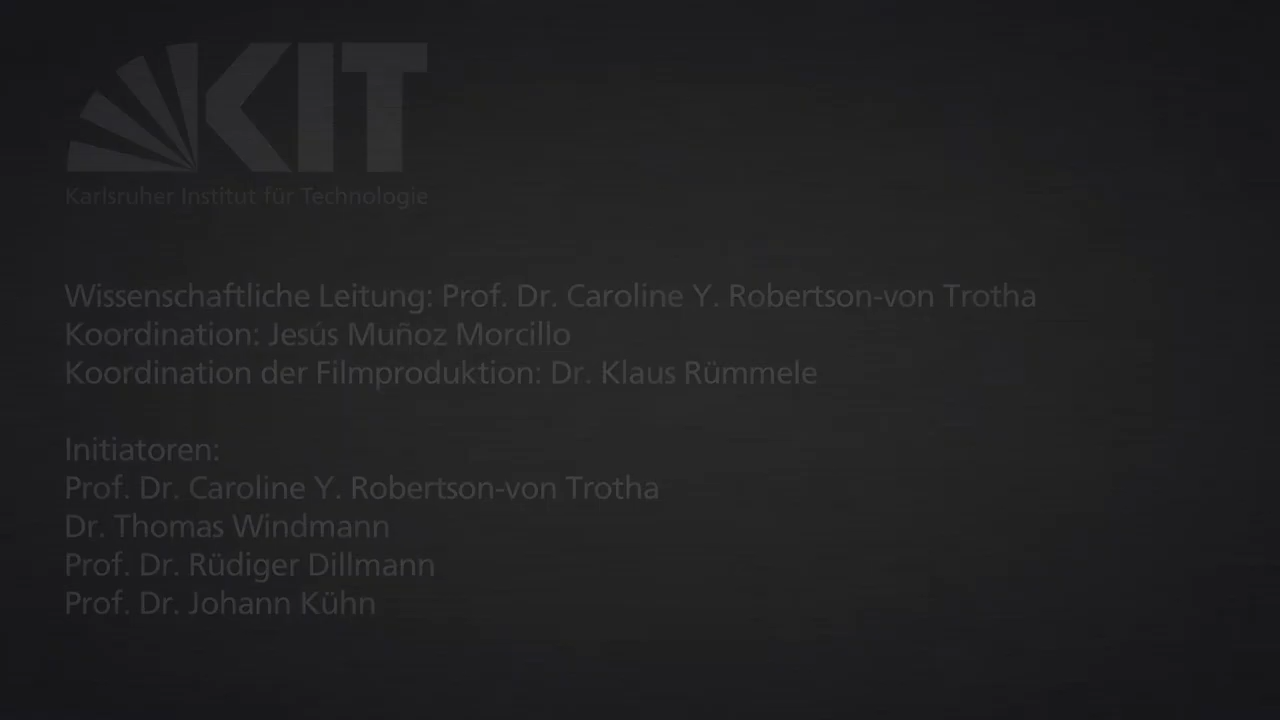 KIT
Karlsruher Institut für Technologie
Wissenschaftliche Leitung: Prof. Dr. Caroline Y. Robertson-von Trotha
Koordination: Jesús Muñoz Morcillo
Koordination der Filmproduktion: Dr. Klaus Rümmele
Initiatoren:
Prof. Dr. Caroline Y. Robertson-von Trotha
Dr. Thomas Windmann
Prof. Dr. Rüdiger Dillmann
Prof. Dr. Johann Kühn